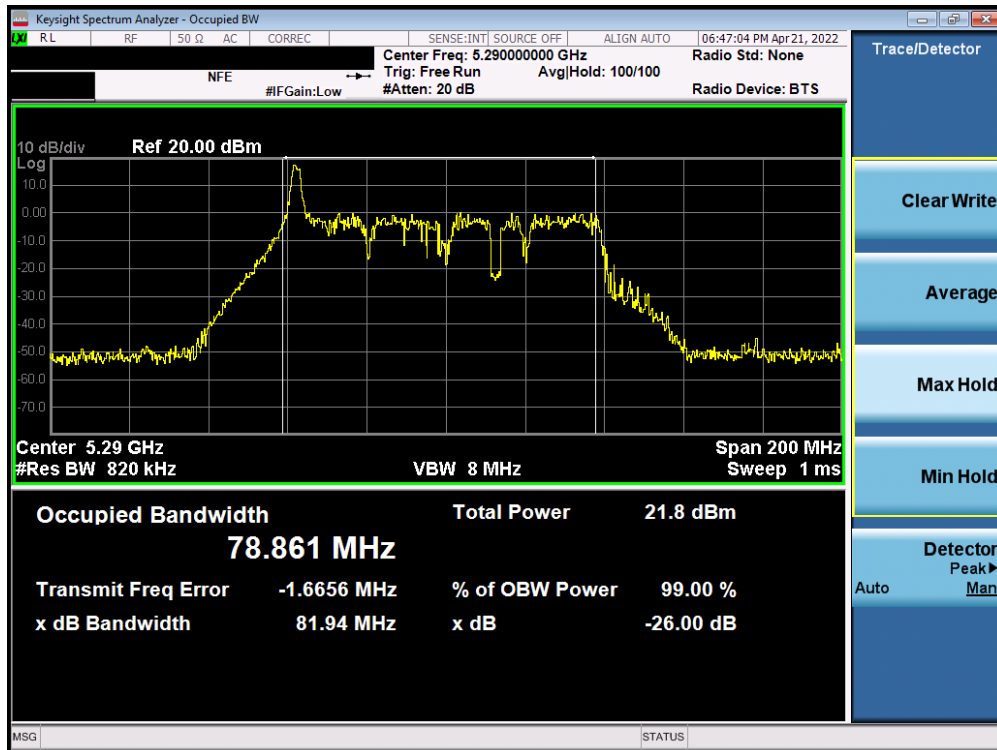 Keysight Spectrum Analyzer - Occupied BW
LXI RL RF 50 Ω AC CORREC SENSE:INT SOURCE OFF ALIGN AUTO 06:47:04 PM Apr 21, 2022
Center Freq: 5.290000000 GHz Radio Std: None
NFE Trig: Free Run Avg|Hold: 100/100
#IFGain:Low #Atten: 20 dB Radio Device: BTS
10 dB/div Ref 20.00 dBm
Log
10.0
0.00
-10.0
-20.0
-30.0
-40.0
-50.0
-60.0
-70.0
Center 5.29 GHz Span 200 MHz
#Res BW 820 kHz VBW 8 MHz Sweep 1 ms
Occupied Bandwidth Total Power 21.8 dBm
78.861 MHz
Transmit Freq Error -1.6656 MHz % of OBW Power 99.00 %
x dB Bandwidth 81.94 MHz x dB -26.00 dB
MSG STATUS
Trace/Detector
Clear Write
Average
Max Hold
Min Hold
Detector
Peak▶
Auto Man